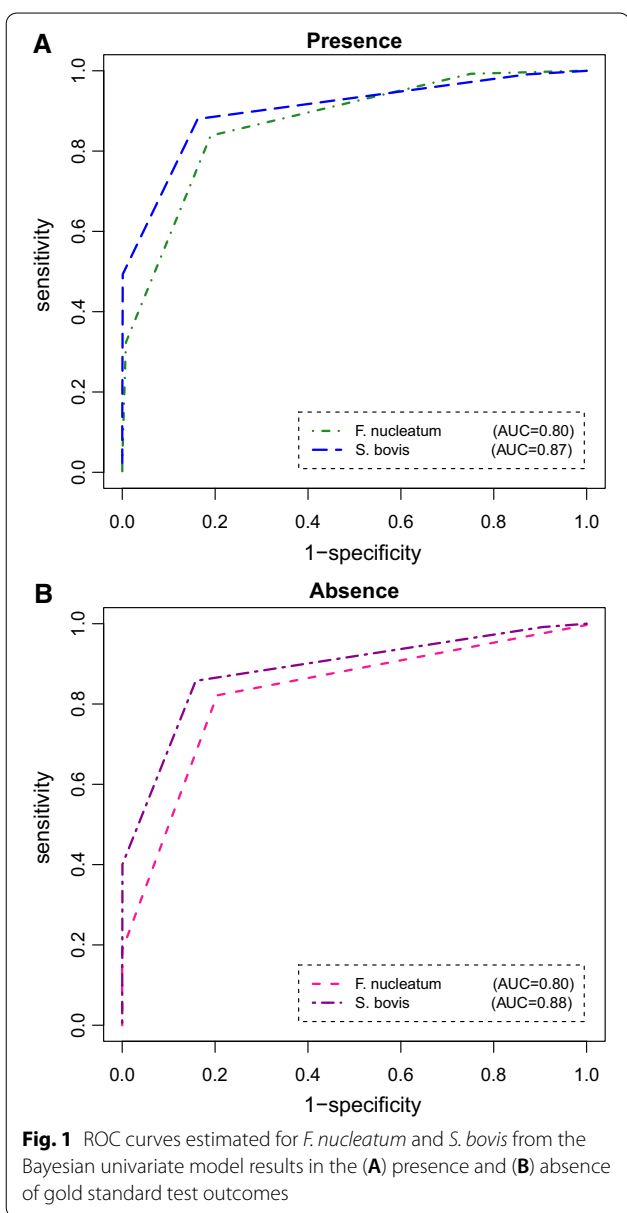 A
Presence
1.0
0.8
0.6
0.4
0.2
0.0
sensitivity
F. nucleatum (AUC=0.80)
S. bovis (AUC=0.87)
0.0 0.2 0.4 0.6 0.8 1.0
1−specificity
B
Absence
1.0
0.8
0.6
0.4
0.2
0.0
sensitivity
F. nucleatum (AUC=0.80)
S. bovis (AUC=0.88)
0.0 0.2 0.4 0.6 0.8 1.0
1−specificity
Fig. 1 ROC curves estimated for F. nucleatum and S. bovis from the
Bayesian univariate model results in the (A) presence and (B) absence
of gold standard test outcomes